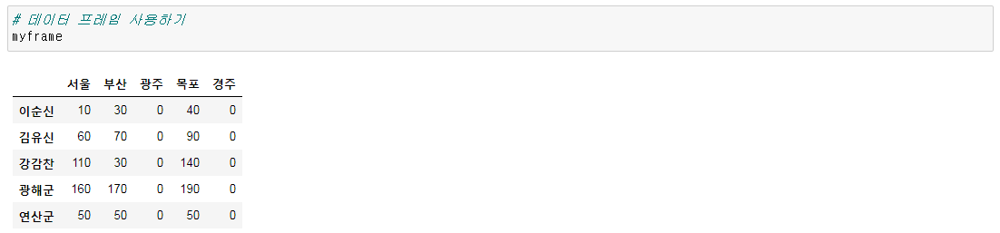 # 데이터 프레임 사용하기
myframe
서울 부산 광주 목포 경주
이순신 10 30 0 40 0
김유신 60 70 0 90 0
강감찬 110 30 0 140 0
광해군 160 170 0 190 0
연산군 50 50 0 50 0